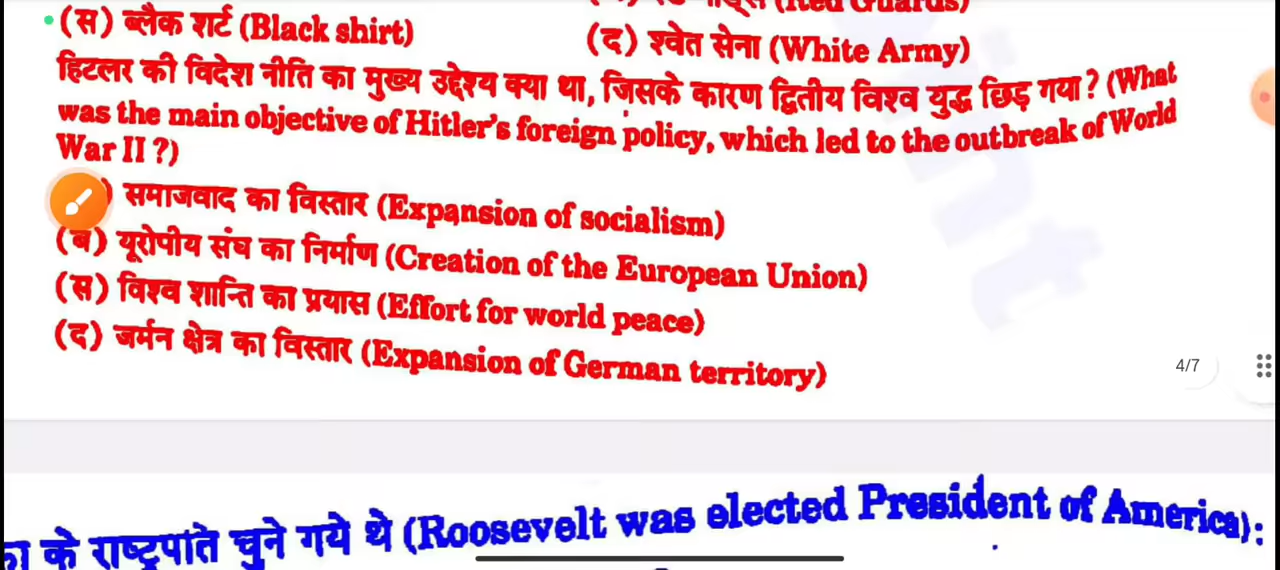 (Red Guards)
(स) ब्लैक शर्ट (Black shirt)
(द) श्वेत सेना (White Army)
हिटलर की विदेश नीति का मुख्य उद्देश्य क्या था, जिसके कारण द्वितीय विश्व युद्ध छिड़ गया? (What
was the main objective of Hitler's foreign policy, which led to the outbreak of World
War II ?)
) समाजवाद का विस्तार (Expansion of socialism)
(ब) यूरोपीय संघ का निर्माण (Creation of the European Union)
(स) विश्व शान्ति का प्रयास (Effort for world peace)
(द) जर्मन क्षेत्र का विस्तार (Expansion of German territory)
4/7
के राष्ट्रपति चुने गये थे (Roosevelt was elected President of America):